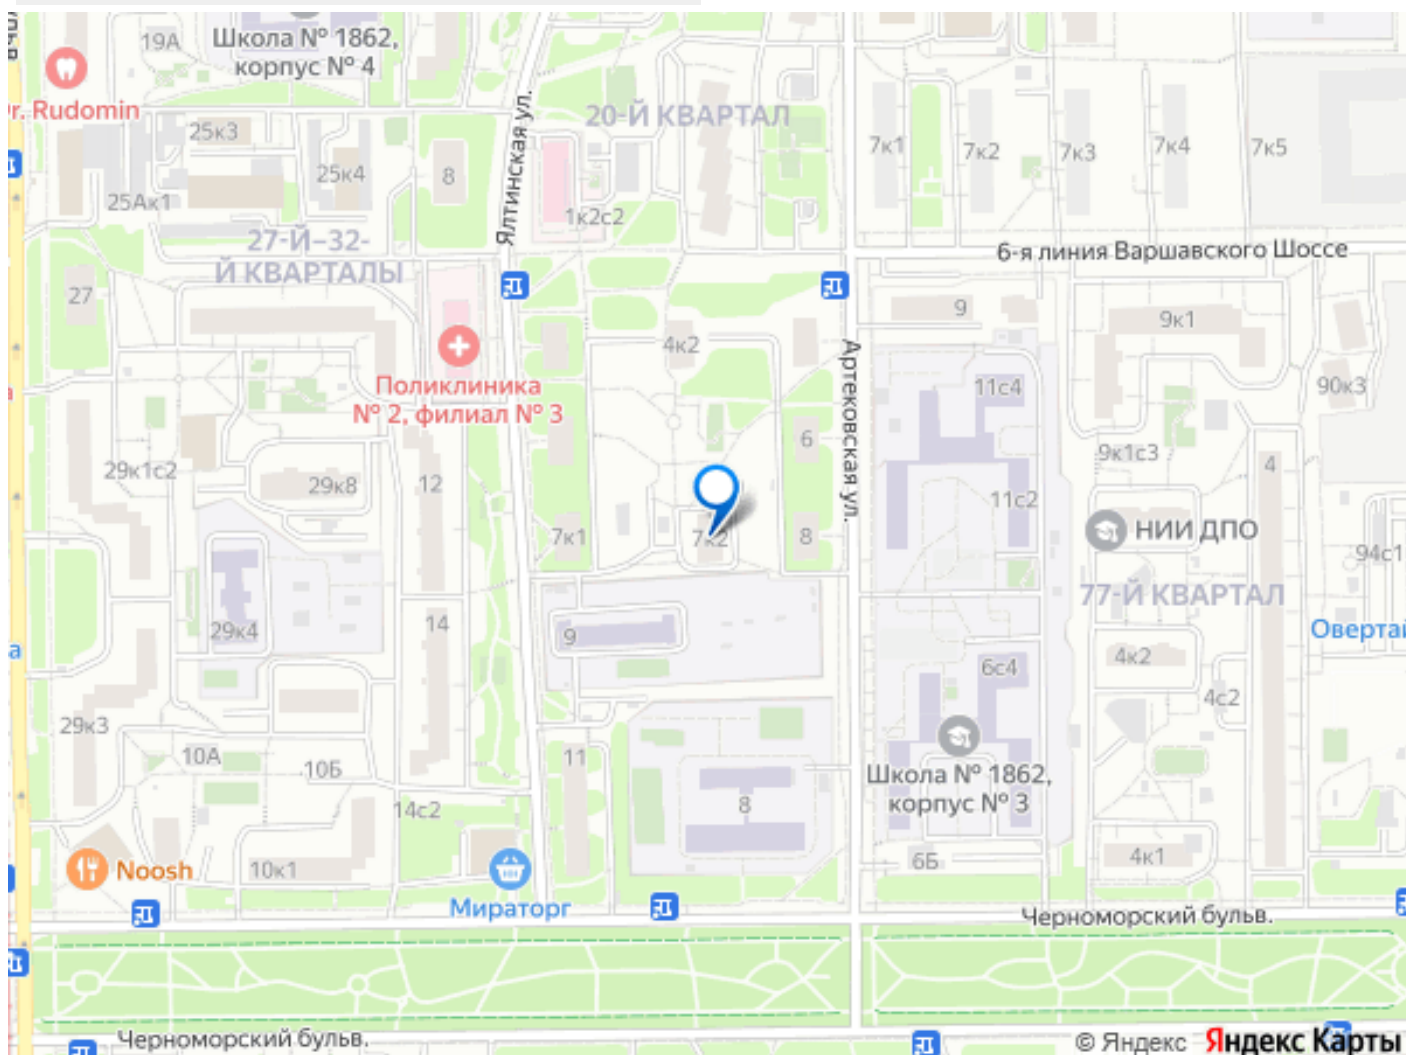 19А
Школа № 1862,
корпус № 4
Dr. Rudomin
25к3
25к4
8
25Ак1
Ялтинская ул.
20-Й КВАРТАЛ
1к2с2
7к1
7к2
7к3
7к4
7к5
27-Й–32-
Й КВАРТАЛЫ
6-я линия Варшавского Шоссе
27
4к2
9
9к1
Поликлиника
№ 2, филиал № 3
Артековская ул.
11с4
90к3
6
29к1с2
29к8
12
9к1с3
4
11с2
7к1
7к2
8
НИИ ДПО
94с1
77-Й КВАРТАЛ
29к4
14
9
Овертай
4к2
6с4
4с2
29к3
10А
10Б
11
Школа № 1862,
корпус № 3
14с2
8
Noosh
10к1
6Б
4к1
Мираторг
Черноморский бульв.
Черноморский бульв.
© Яндекс Яндекс Карты